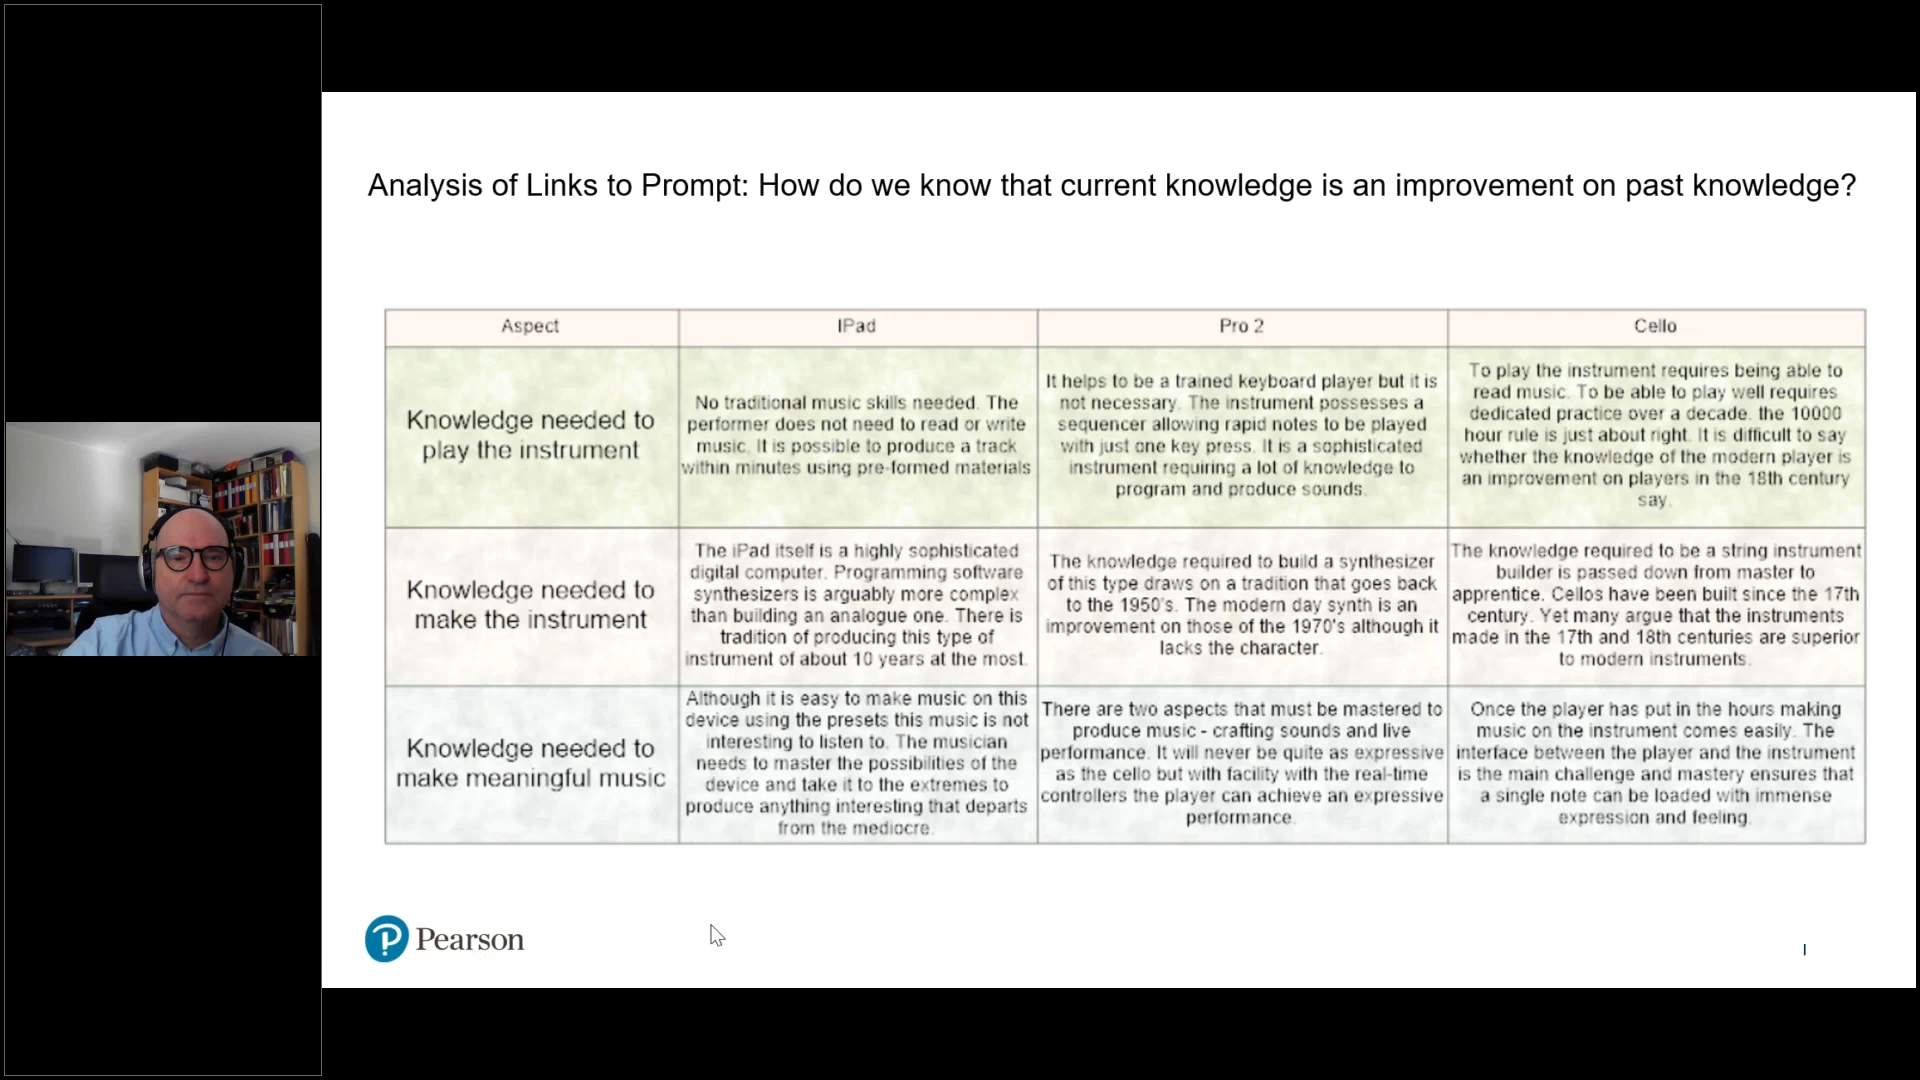 Analysis of Links to Prompt: How do we know that current knowledge is an improvement on past knowledge?
Aspect
IPad
Pro 2
Cello
Knowledge needed to
play the instrument
No traditional music skills needed. The
performer does not need to read or write
music. It is possible to produce a track
within minutes using pre-formed materials
It helps to be a trained keyboard player but it is
not necessary. The instrument possesses a
sequencer allowing rapid notes to be played
with just one key press. It is a sophisticated
instrument requiring a lot of knowledge to
program and produce sounds.
To play the instrument requires being able to
read music. To be able to play well requires
dedicated practice over a decade. the 10000
hour rule is just about right. It is difficult to say
whether the knowledge of the modern player is
an improvement on players in the 18th century
say.
Knowledge needed to
make the instrument
The iPad itself is a highly sophisticated
digital computer. Programming software
synthesizers is arguably more complex
than building an analogue one. There is
tradition of producing this type of
instrument of about 10 years at the most.
The knowledge required to build a synthesizer
of this type draws on a tradition that goes back
to the 1950's. The modern day synth is an
improvement on those of the 1970's although it
lacks the character.
The knowledge required to be a string instrument
builder is passed down from master to
apprentice. Cellos have been built since the 17th
century. Yet many argue that the instruments
made in the 17th and 18th centuries are superior
to modern instruments.
Knowledge needed to
make meaningful music
Although it is easy to make music on this
device using the presets this music is not
interesting to listen to. The musician
needs to master the possibilities of the
device and take it to the extremes to
produce anything interesting that departs
from the mediocre.
There are two aspects that must be mastered to
produce music - crafting sounds and live
performance. It will never be quite as expressive
as the cello but with facility with the real-time
controllers the player can achieve an expressive
performance.
Once the player has put in the hours making
music on the instrument comes easily. The
interface between the player and the instrument
is the main challenge and mastery ensures that
a single note can be loaded with immense
expression and feeling.
Pearson